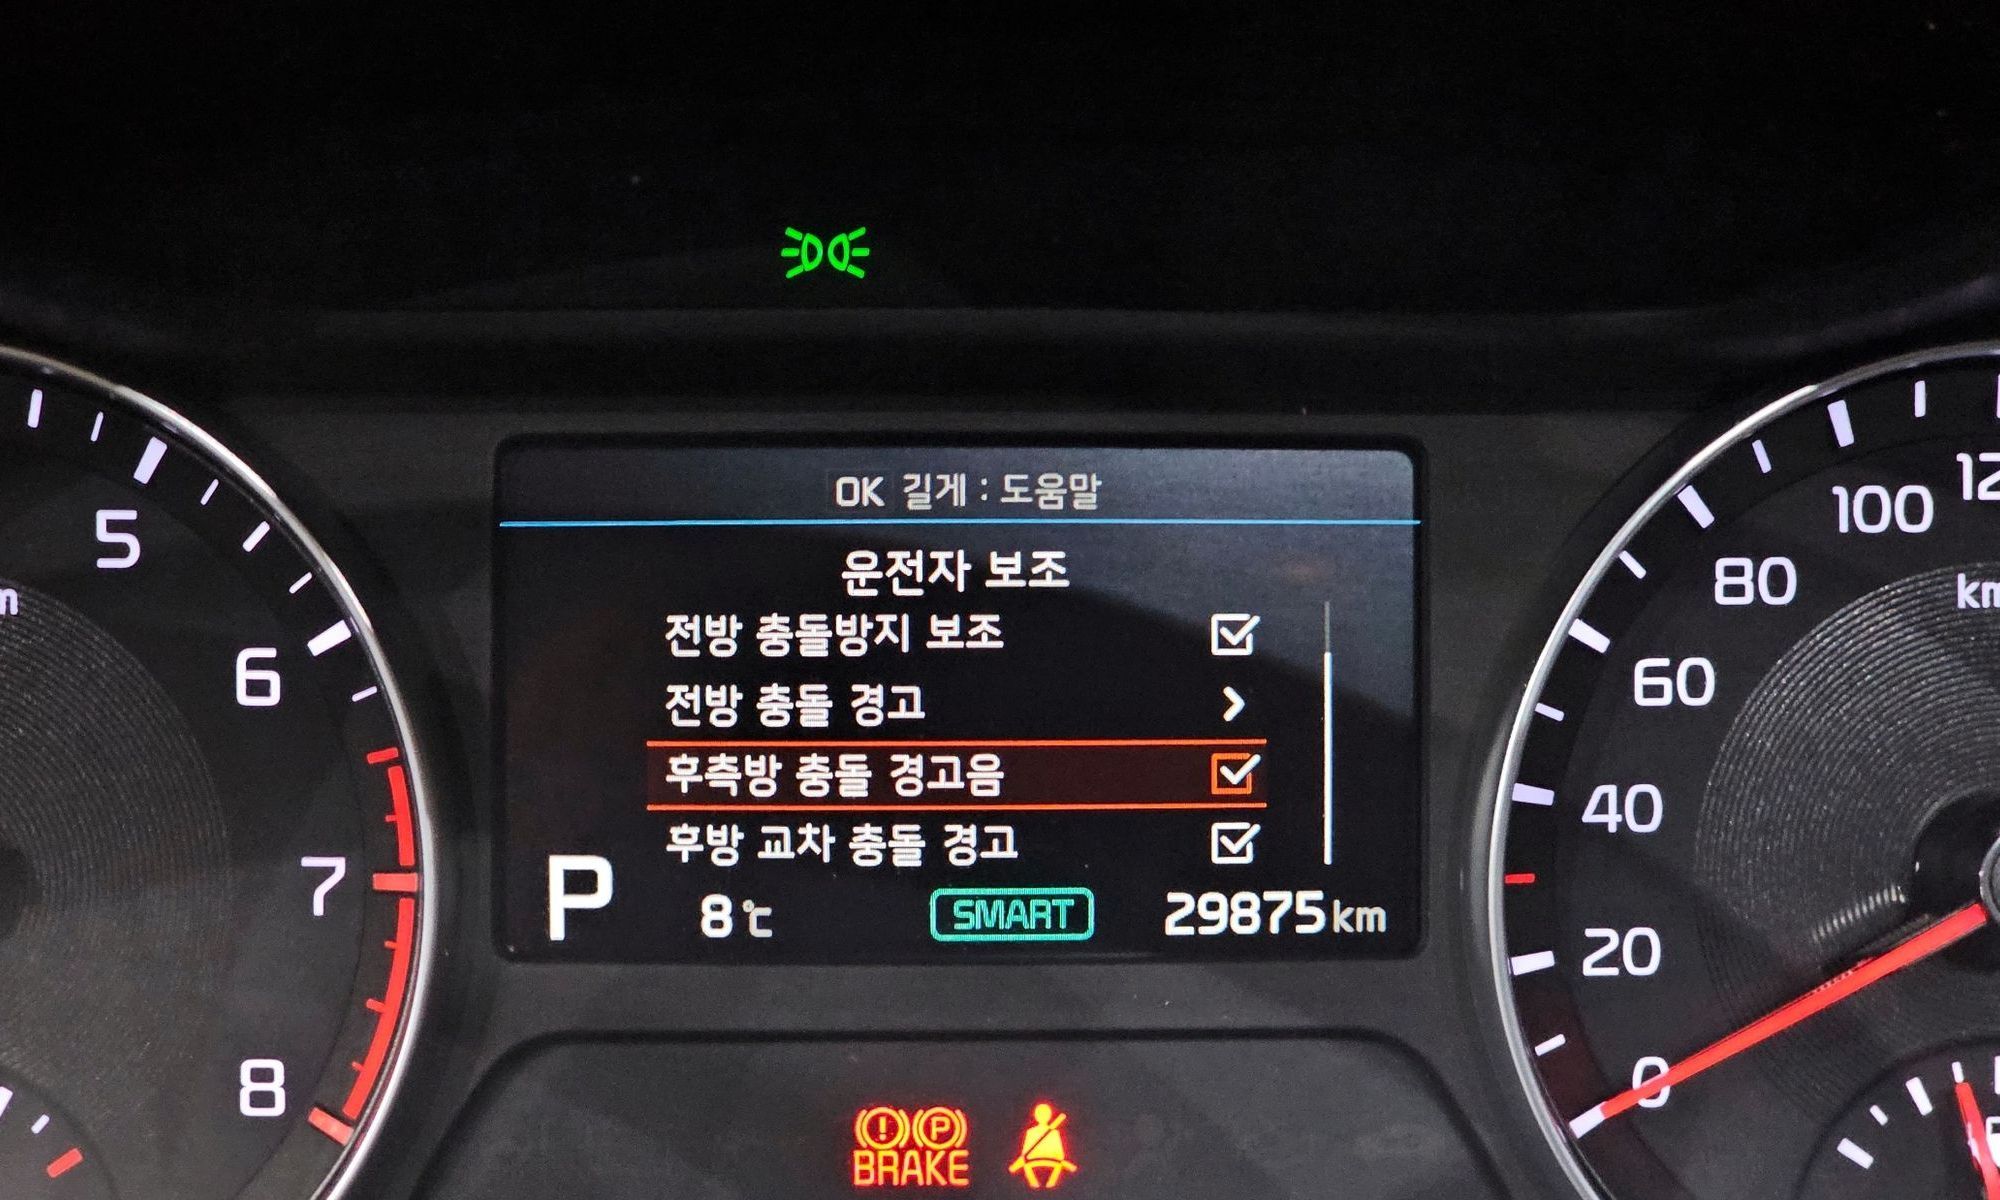 OK 길게 : 도움말
운전자 보조
전방 충돌방지 보조
전방 충돌 경고
후측방 충돌 경고음
후방 교차 충돌 경고
P 8℃ SMART 29875 km
5
6
7
8
100
80
60
40
20
0
(!) (P)
BRAKE